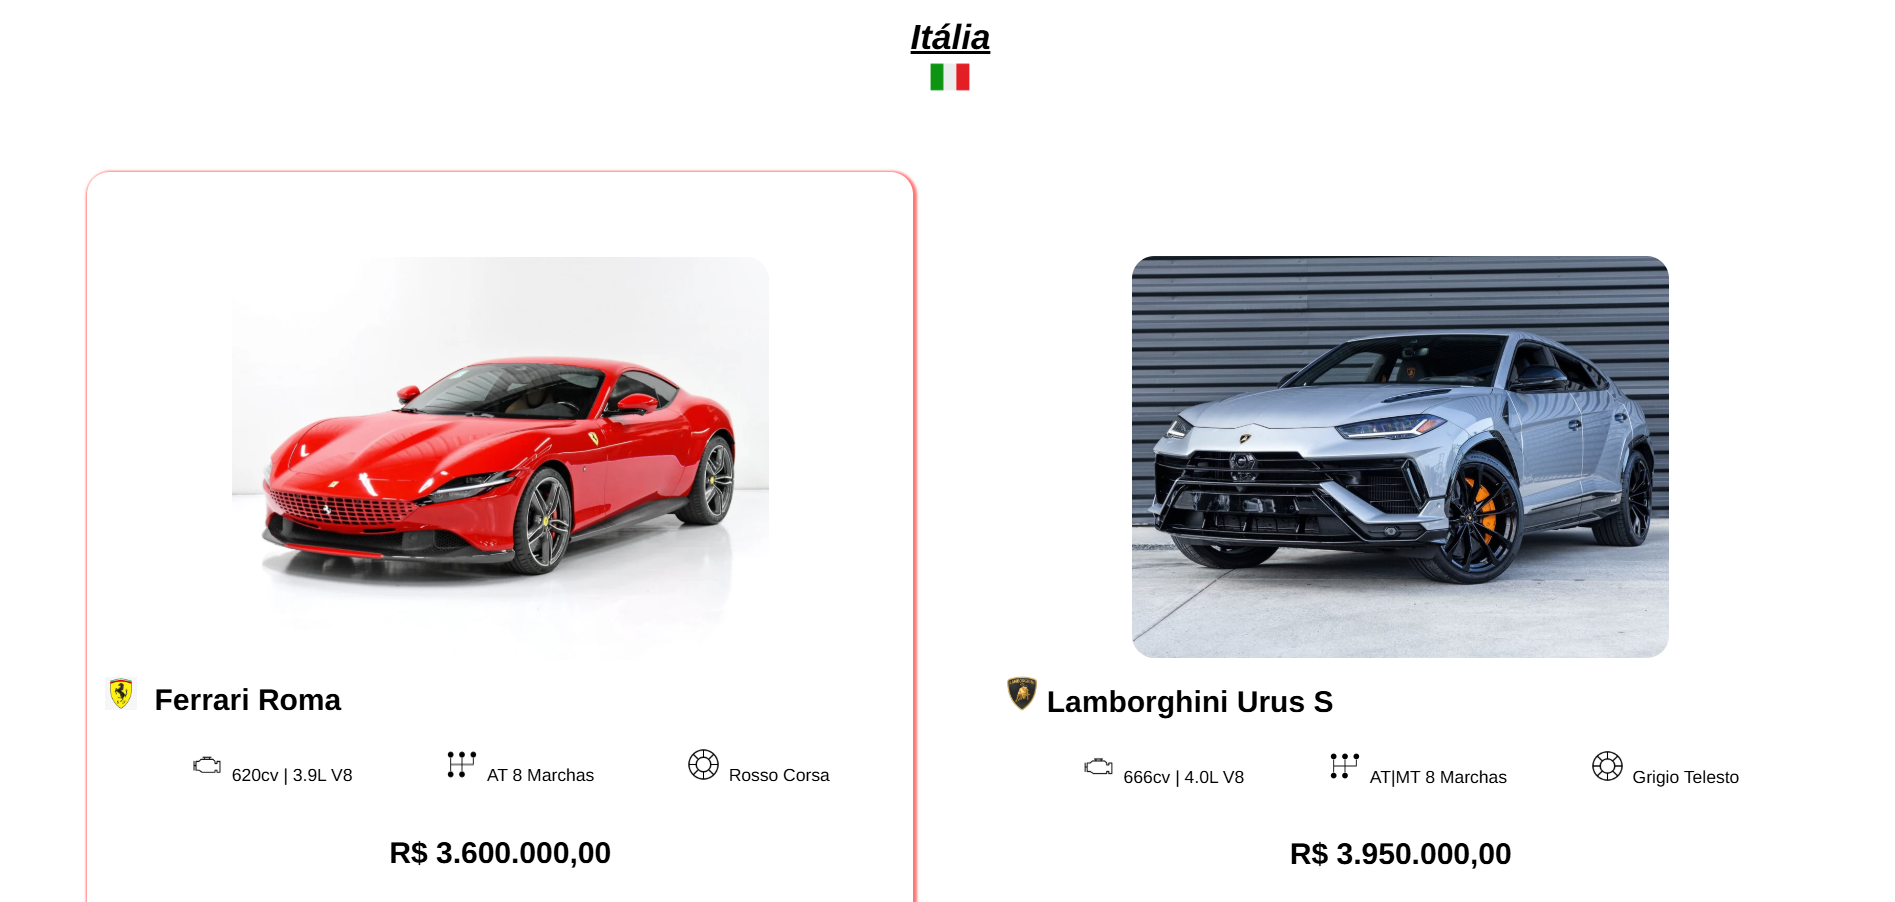 Itália
Ferrari Roma
620cv | 3.9L V8
AT 8 Marchas
Rosso Corsa
R$ 3.600.000,00
Lamborghini Urus S
666cv | 4.0L V8
AT|MT 8 Marchas
Grigio Telesto
R$ 3.950.000,00